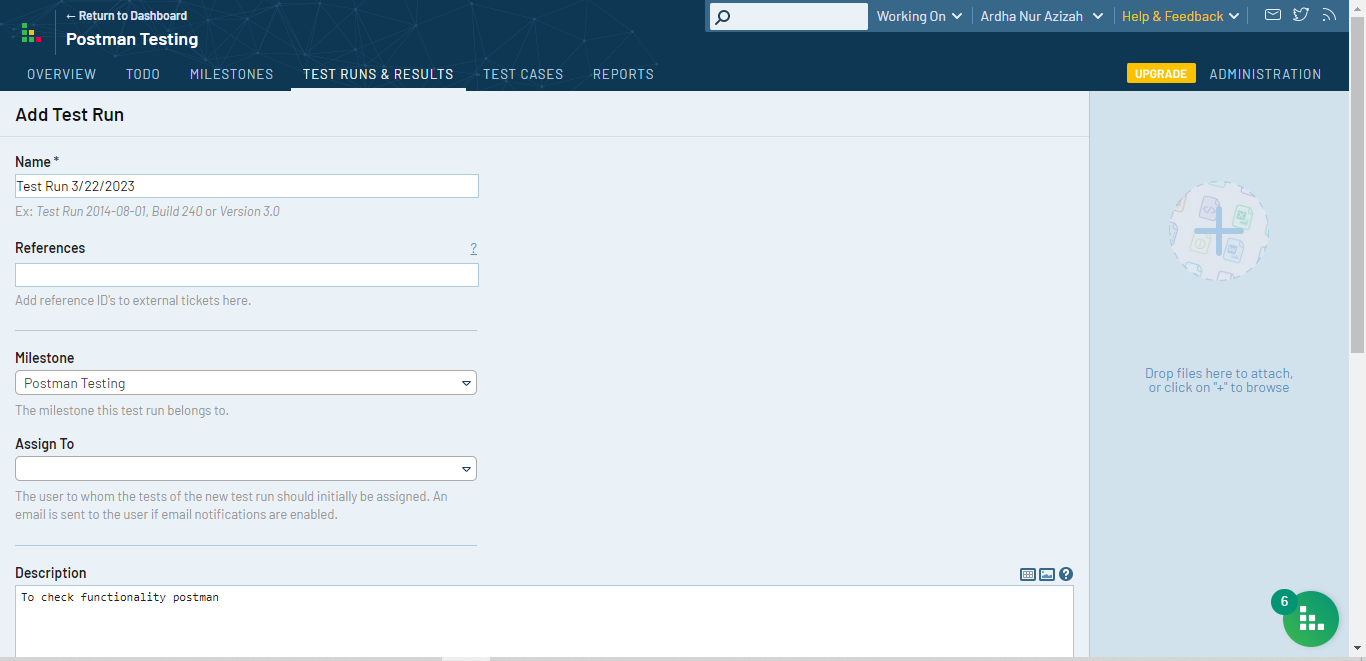 ← Return to Dashboard
Postman Testing
Working On
Ardha Nur Azizah
Help & Feedback
OVERVIEW
TODO
MILESTONES
TEST RUNS & RESULTS
TEST CASES
REPORTS
UPGRADE
ADMINISTRATION
Add Test Run
Name *
Test Run 3/22/2023
Ex: Test Run 2014-08-01, Build 240 or Version 3.0
References
?
Add reference ID's to external tickets here.
Milestone
Postman Testing
The milestone this test run belongs to.
Assign To
The user to whom the tests of the new test run should initially be assigned. An
email is sent to the user if email notifications are enabled.
Description
?
To check functionality postman
Drop files here to attach,
or click on "+" to browse
6